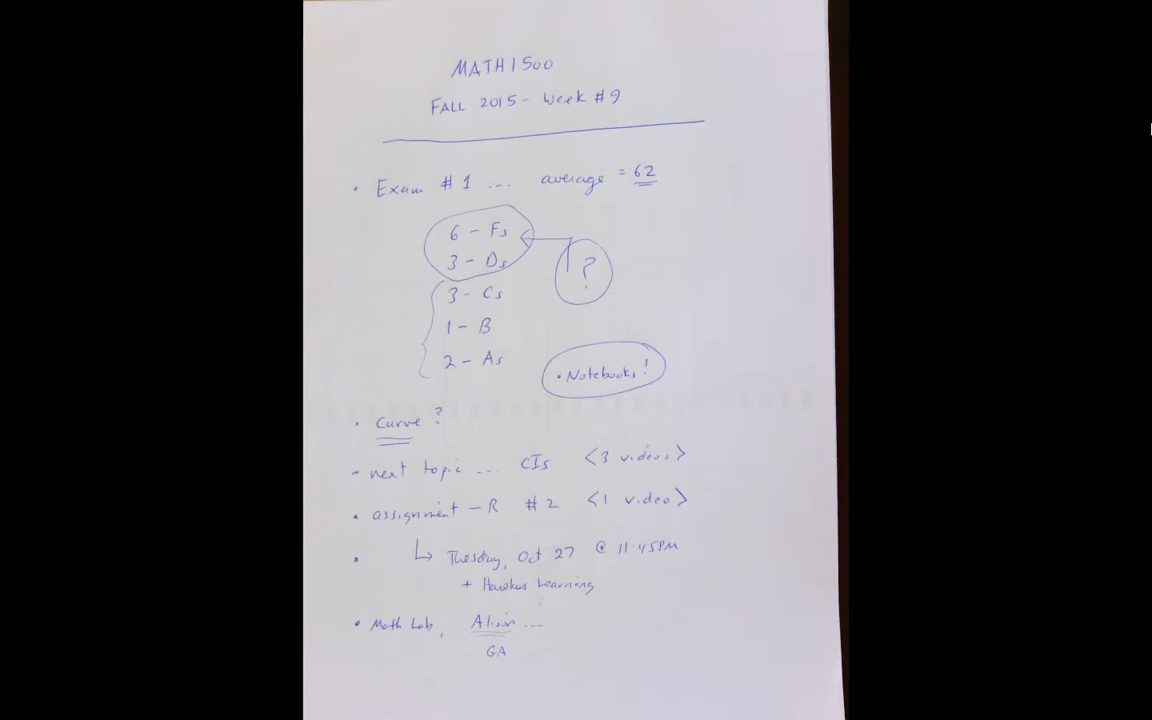 MATH1500
FALL 2015 - Week #9
• Exam #1 ... average = 62
6 - Fs
3 - Ds
?
3 - Cs
1 - B
2 - As
• Notebooks!
• Curve?
- next topic ... CIs <3 videos>
• assignment - R #2 <1 video>
• ↳ Tuesday, Oct 27 @ 11:45PM
+ Hawkes Learning
• Math Lab, Alison ...
GA